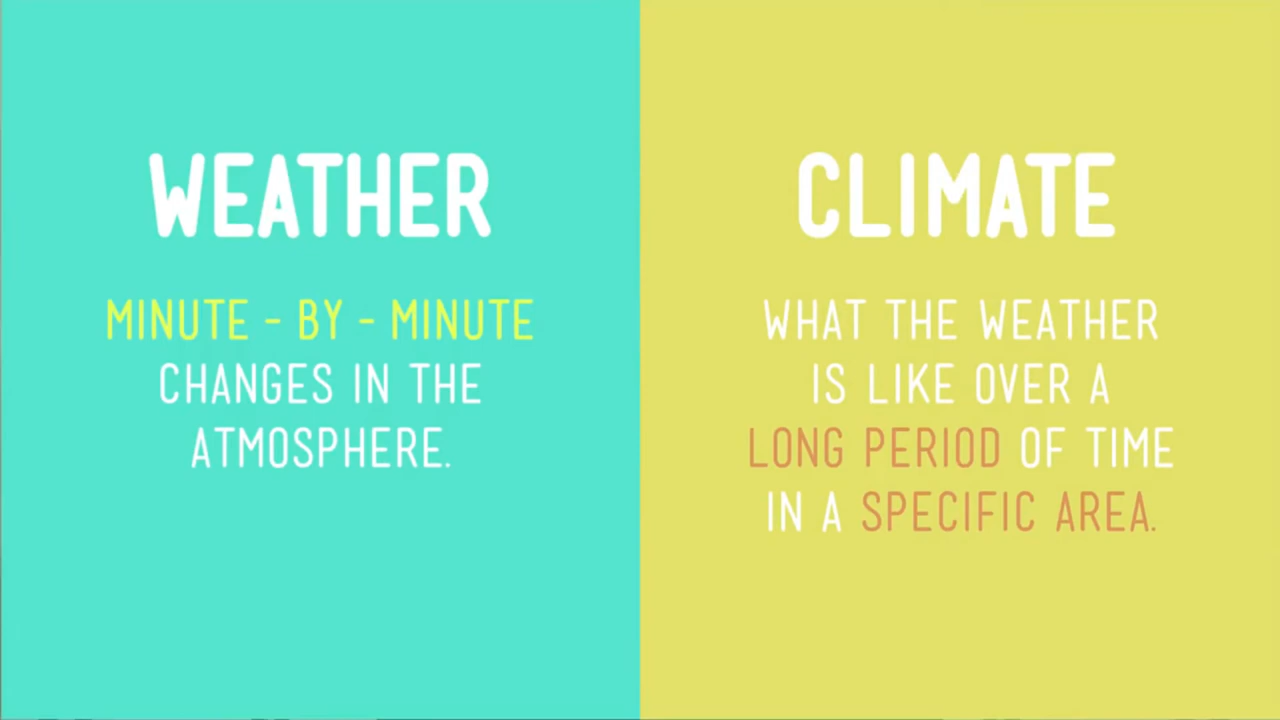 WEATHER
MINUTE - BY - MINUTE
CHANGES IN THE
ATMOSPHERE.
CLIMATE
WHAT THE WEATHER
IS LIKE OVER A
LONG PERIOD OF TIME
IN A SPECIFIC AREA.